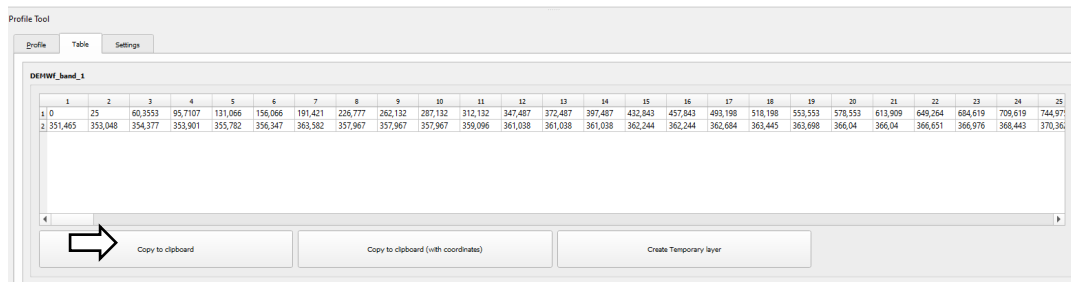 Profile Tool
Profile Table Settings
DEMWf_band_1
1 2 3 4 5 6 7 8 9 10 11 12 13 14 15 16 17 18 19 20 21 22 23 24 25
1 0 25 60,3553 95,7107 131,066 156,066 191,421 226,777 262,132 287,132 312,132 347,487 372,487 397,487 432,843 457,843 493,198 518,198 553,553 578,553 613,909 649,264 684,619 709,619 744,975
2 351,465 353,048 354,377 353,901 355,782 356,347 363,582 357,967 357,967 357,967 359,096 361,038 361,038 361,038 362,244 362,244 362,684 363,445 363,698 366,04 366,04 366,651 366,976 368,443 370,362
Copy to clipboard Copy to clipboard (with coordinates) Create Temporary layer